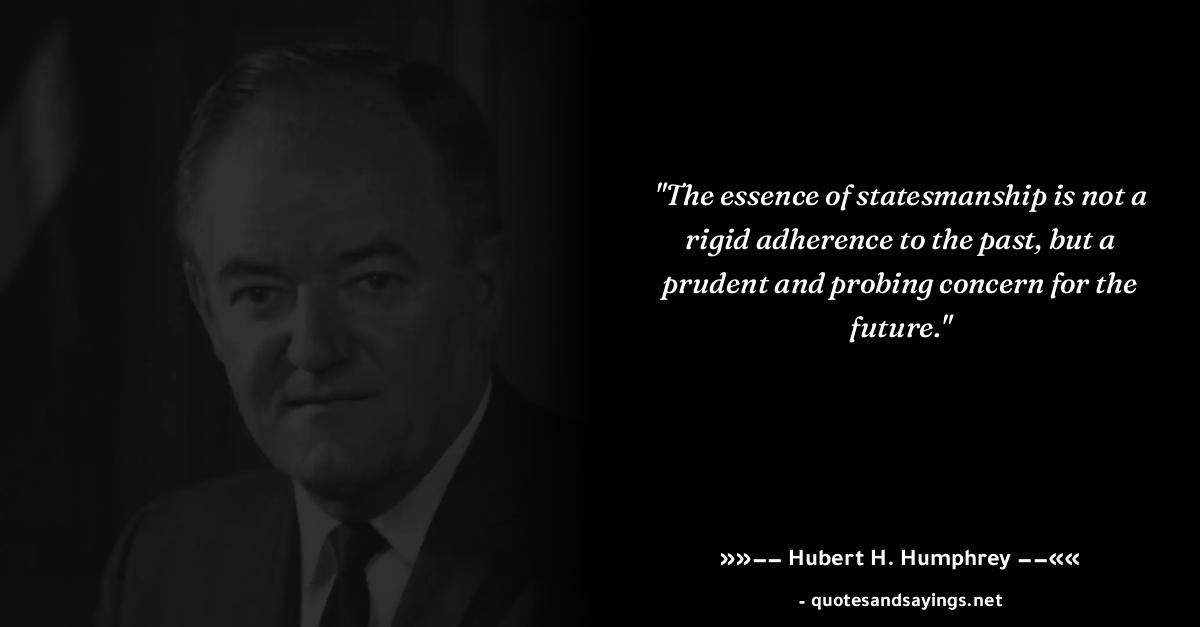 "The essence of statesmanship is not a
rigid adherence to the past, but a
prudent and probing concern for the
future."
»»−− Hubert H. Humphrey −−««
- quotesandsayings.net